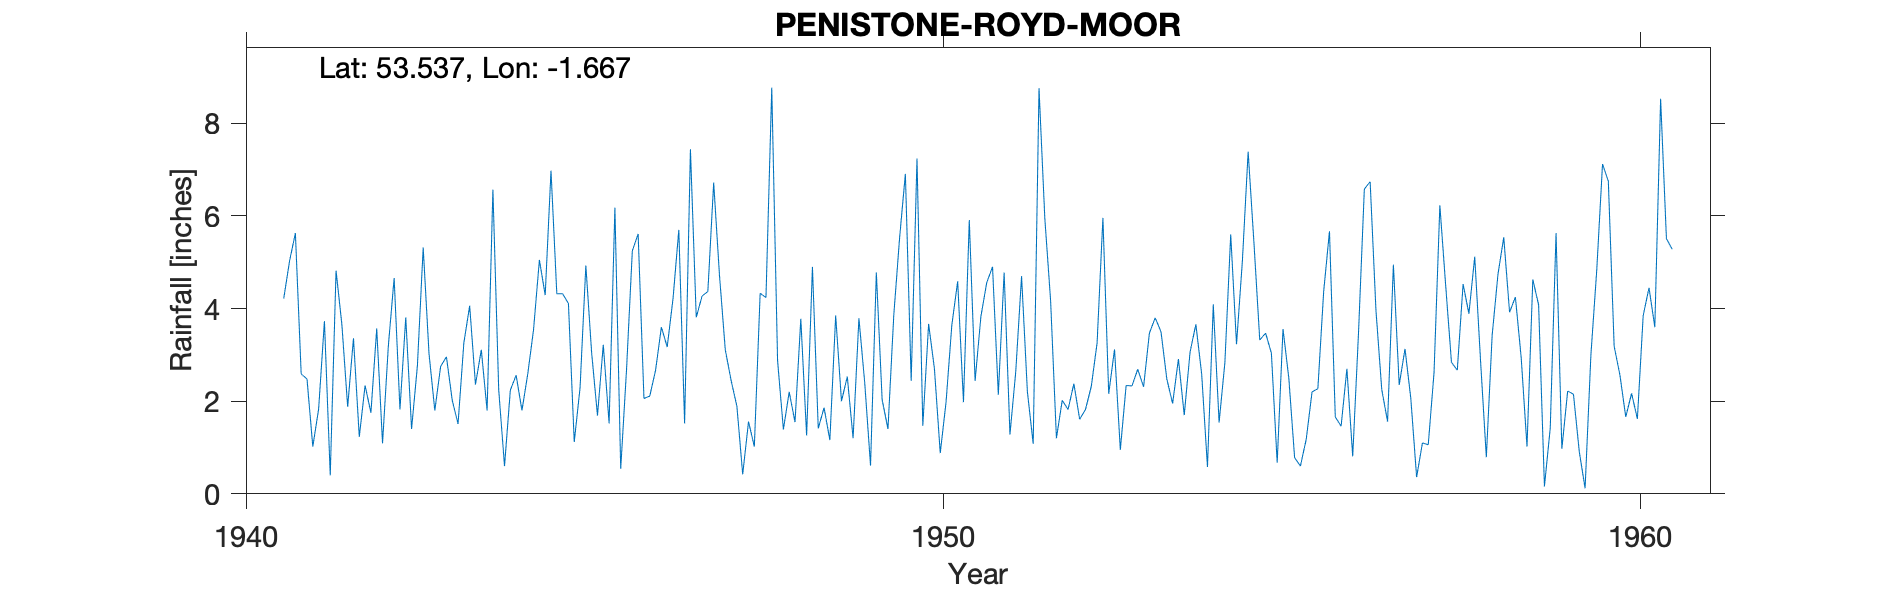 PENISTONE-ROYD-MOOR
Lat: 53.537, Lon: -1.667
8
6
4
2
0
Rainfall [inches]
1940 1950 1960
Year